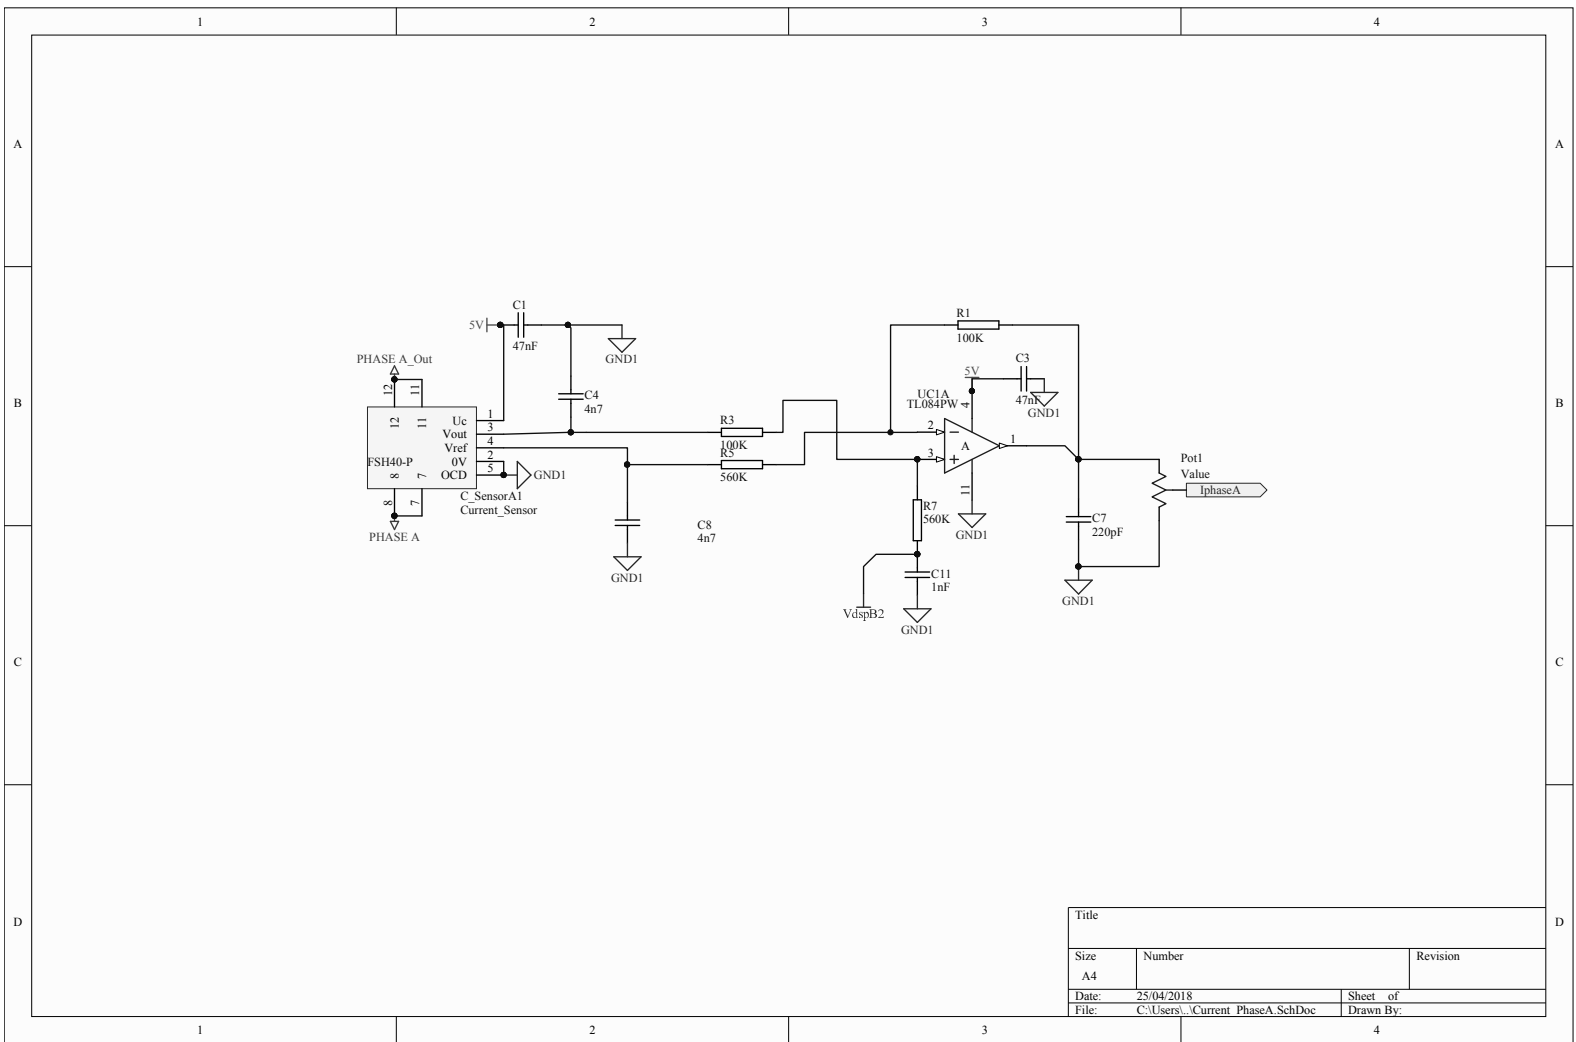 1 2 3 4
A A
B B
C C
D D
1 2 3 4
C1
5V
47nF
GND1
PHASE A_Out
12 11
12 11
C4
4n7
Uc 1
Vout 3
Vref 4
0V 2
OCD 5
FSH40-P
8 7
8 7
GND1
C_SensorA1
Current_Sensor
PHASE A
R3
100K
R5
560K
C8
4n7
GND1
R1
100K
5V
C3
47nF
GND1
UC1A
TL084PW
4
2
3
A
1
11
GND1
R7
560K
C11
1nF
VdspB2
GND1
Pot1
Value
IphaseA
C7
220pF
GND1
Title
Size Number Revision
A4
Date: 25/04/2018 Sheet of
File: C:\Users\..\Current_PhaseA.SchDoc Drawn By: